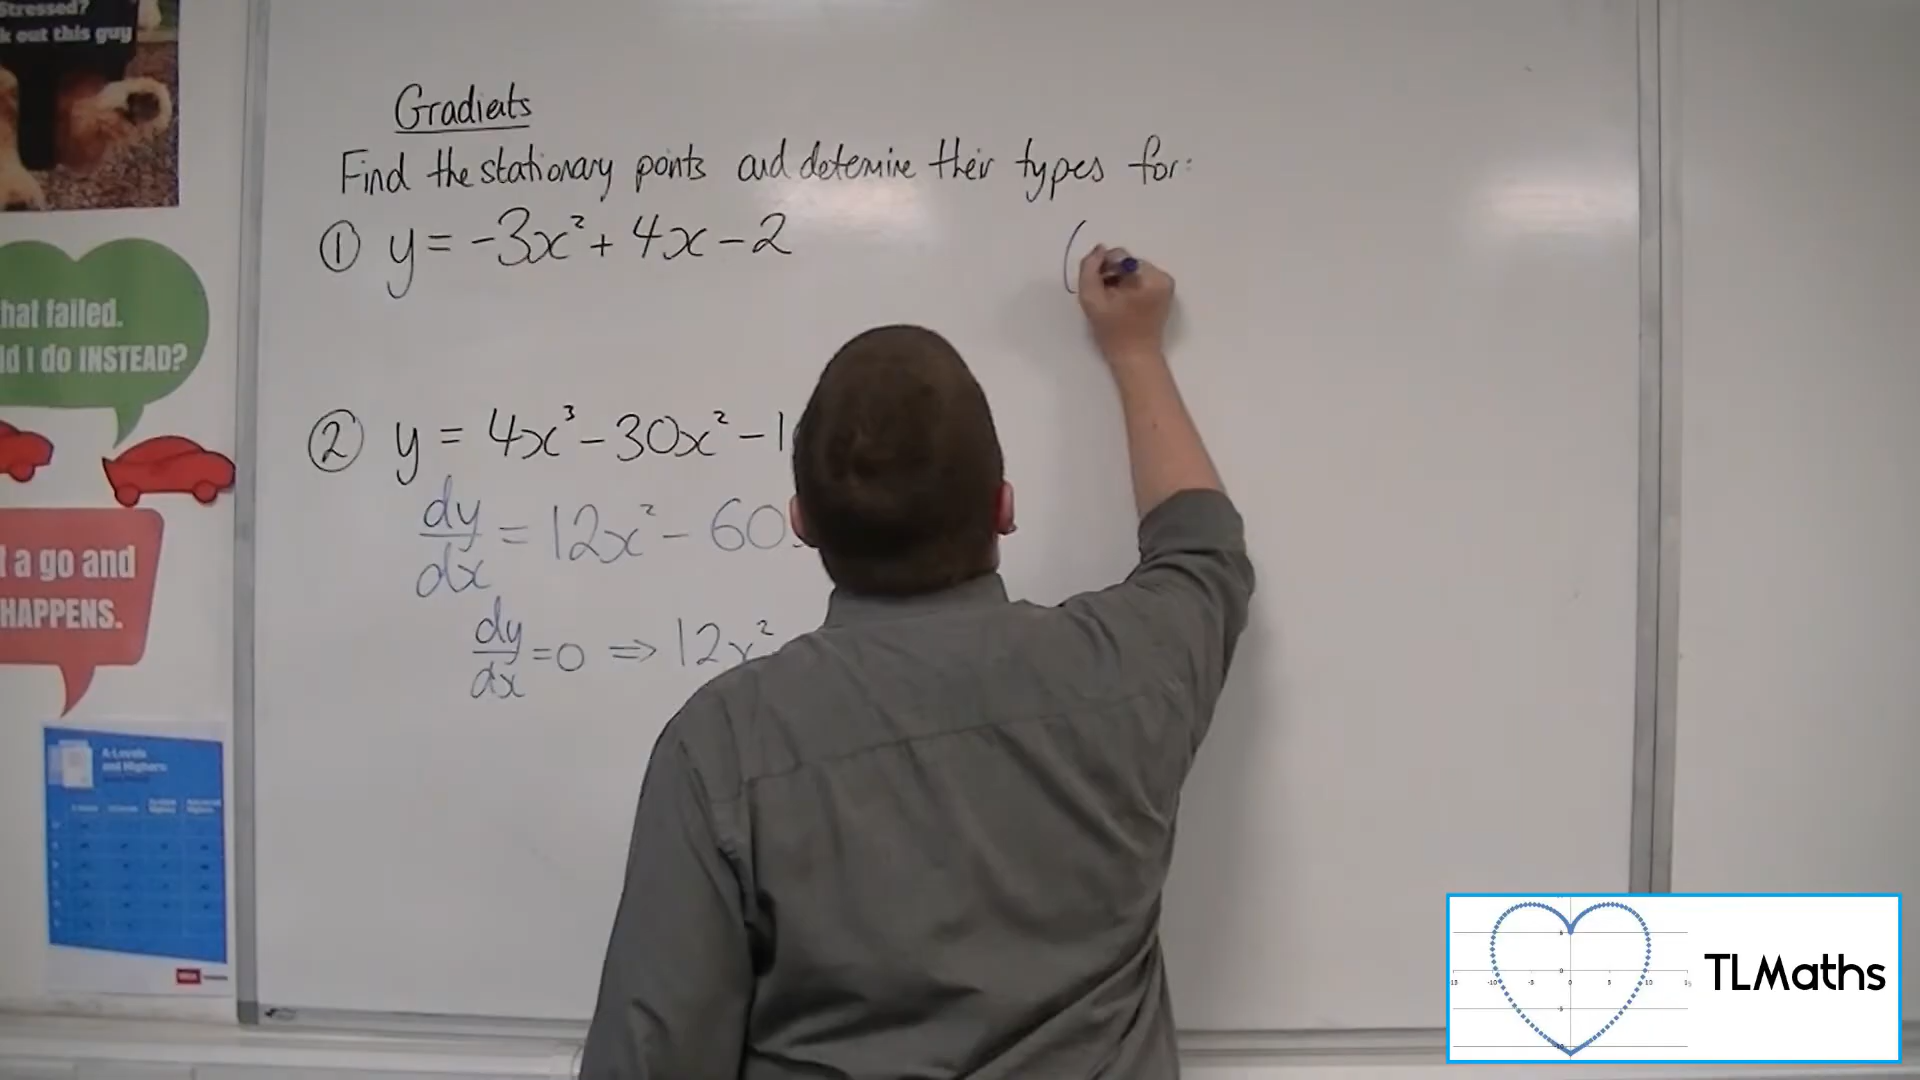 Stressed?
k out this guy
Gradients
Find the stationary points and determine their types for:
① y = -3x² + 4x - 2
hat failed.
ld I do INSTEAD?
② y = 4x³ - 30x² - 1
dy/dx = 12x² - 60
t a go and
HAPPENS.
dy/dx = 0 ⇒ 12x²
A-Levels
and Highers
TLMaths